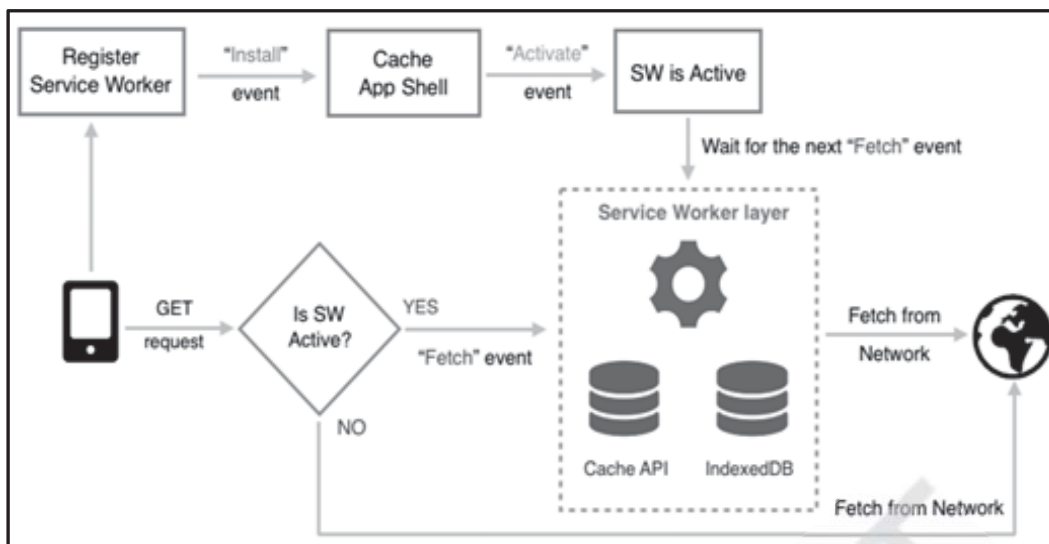 Register
Service Worker
"Install"
event
Cache
App Shell
"Activate"
event
SW is Active
Wait for the next "Fetch" event
Service Worker layer
GET
request
Is SW
Active?
YES
"Fetch" event
Fetch from
Network
Cache API
IndexedDB
NO
Fetch from Network